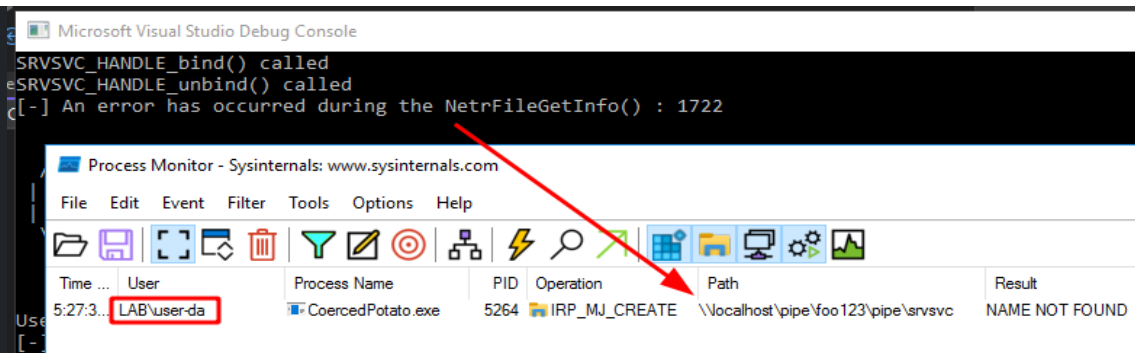 Microsoft Visual Studio Debug Console
SRVSVC_HANDLE_bind() called
SRVSVC_HANDLE_unbind() called
[-] An error has occurred during the NetrFileGetInfo() : 1722
Process Monitor - Sysinternals: www.sysinternals.com
File Edit Event Filter Tools Options Help
Time ... User Process Name PID Operation Path Result
5:27:3... LAB\user-da CoercedPotato.exe 5264 IRP_MJ_CREATE \\localhost\pipe\foo123\pipe\srvsvc NAME NOT FOUND
Use
[-]